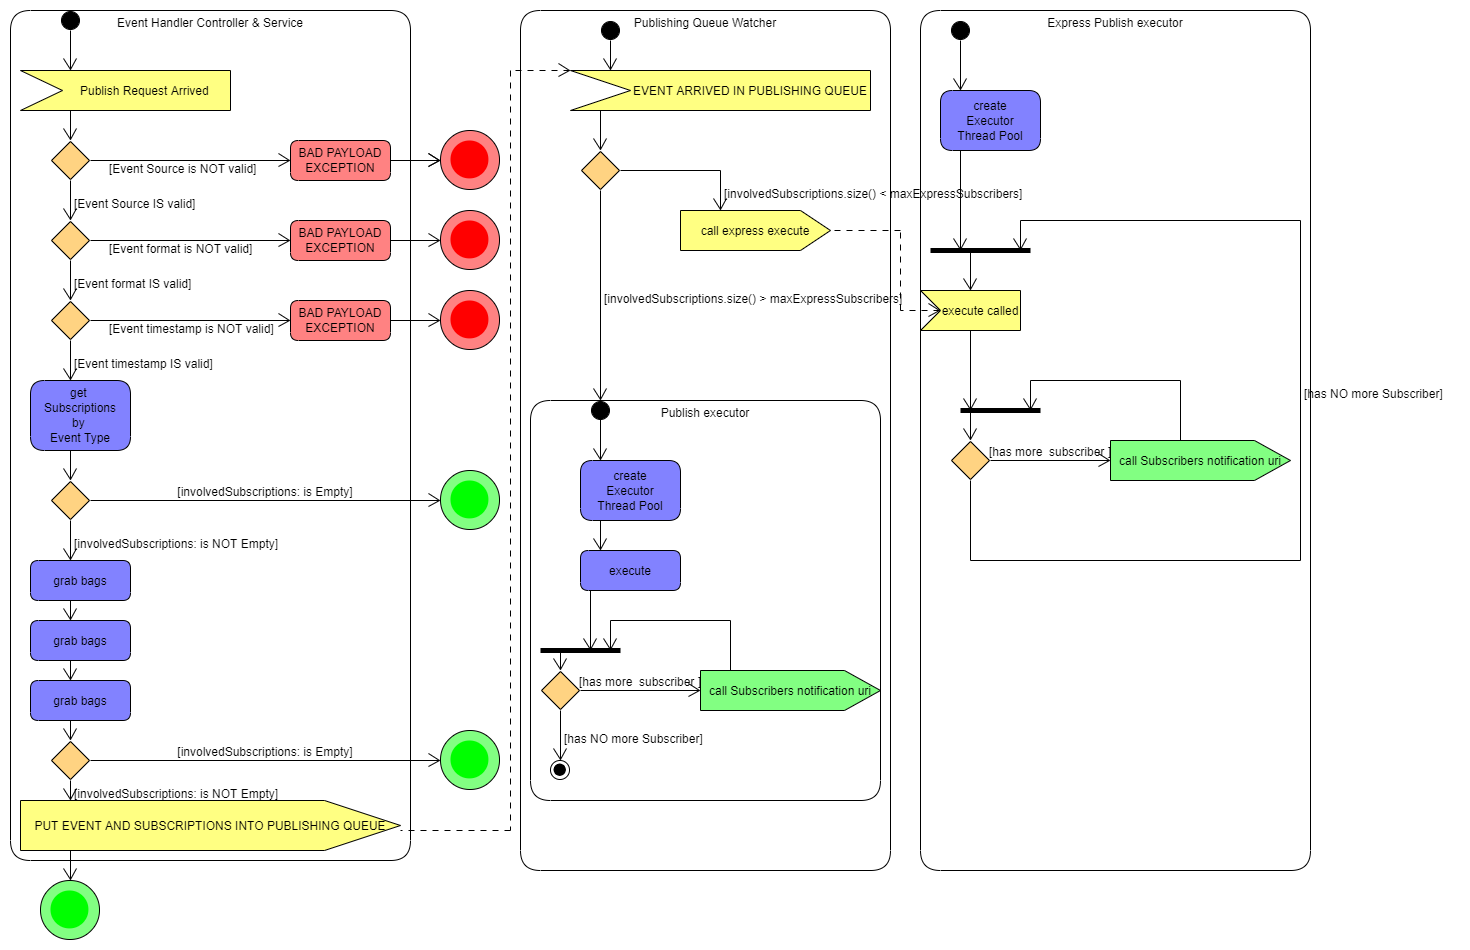 Event Handler Controller & Service
Publish Request Arrived
BAD PAYLOAD
EXCEPTION
[Event Source is NOT valid]
[Event Source IS valid]
BAD PAYLOAD
EXCEPTION
[Event format is NOT valid]
[Event format IS valid]
BAD PAYLOAD
EXCEPTION
[Event timestamp is NOT valid]
[Event timestamp IS valid]
get
Subscriptions
by
Event Type
[involvedSubscriptions: is Empty]
[involvedSubscriptions: is NOT Empty]
grab bags
grab bags
grab bags
[involvedSubscriptions: is Empty]
[involvedSubscriptions: is NOT Empty]
PUT EVENT AND SUBSCRIPTIONS INTO PUBLISHING QUEUE
Publishing Queue Watcher
EVENT ARRIVED IN PUBLISHING QUEUE
[involvedSubscriptions.size() < maxExpressSubscribers]
call express execute
[involvedSubscriptions.size() > maxExpressSubscribers]
Publish executor
create
Executor
Thread Pool
execute
[has more  subscriber ]
call Subscribers notification uri
[has NO more Subscriber]
Express Publish executor
create
Executor
Thread Pool
execute called
[has NO more Subscriber]
[has more  subscriber ]
call Subscribers notification uri